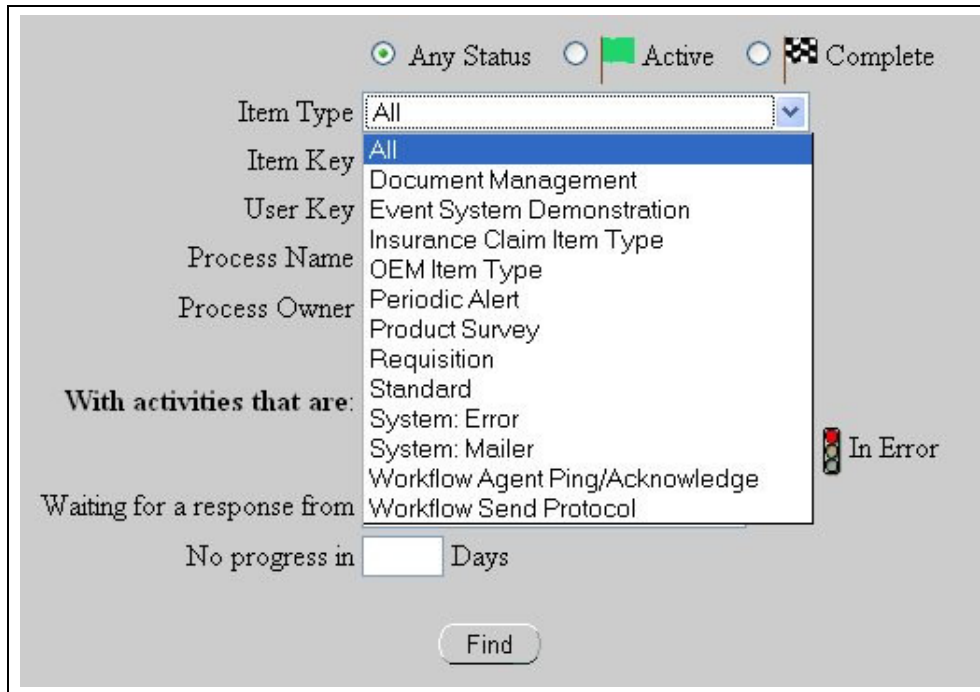 Any Status Active Complete
Item Type All
Item Key All
Document Management
User Key Event System Demonstration
Insurance Claim Item Type
Process Name OEM Item Type
Process Owner Periodic Alert
Product Survey
Requisition
With activities that are: Standard
System: Error
System: Mailer In Error
Workflow Agent Ping/Acknowledge
Waiting for a response from Workflow Send Protocol
No progress in Days
Find